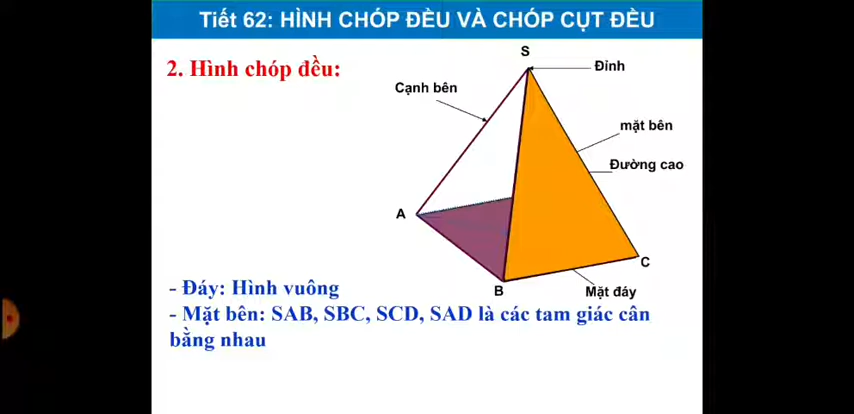 Tiết 62: HÌNH CHÓP ĐỀU VÀ CHÓP CỤT ĐỀU
2. Hình chóp đều:
S
Đỉnh
Cạnh bên
mặt bên
Đường cao
A
C
B
Mặt đáy
- Đáy: Hình vuông
- Mặt bên: SAB, SBC, SCD, SAD là các tam giác cân
bằng nhau